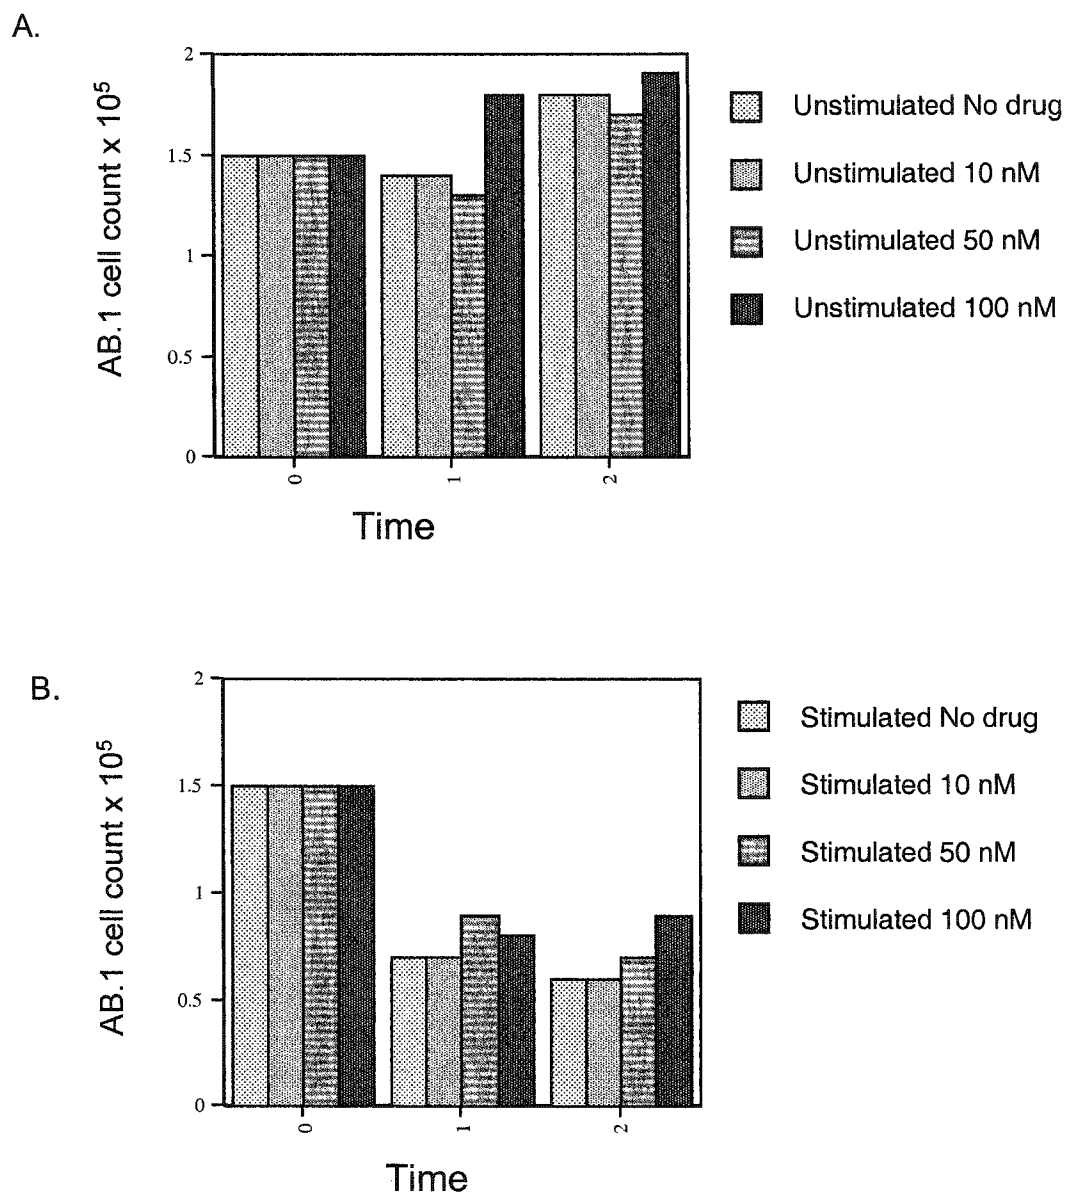 A.
AB.1 cell count x 10⁵
2
1.5
1
0.5
0
0
1
2
Time
Unstimulated No drug
Unstimulated 10 nM
Unstimulated 50 nM
Unstimulated 100 nM
B.
AB.1 cell count x 10⁵
2
1.5
1
0.5
0
0
1
2
Time
Stimulated No drug
Stimulated 10 nM
Stimulated 50 nM
Stimulated 100 nM